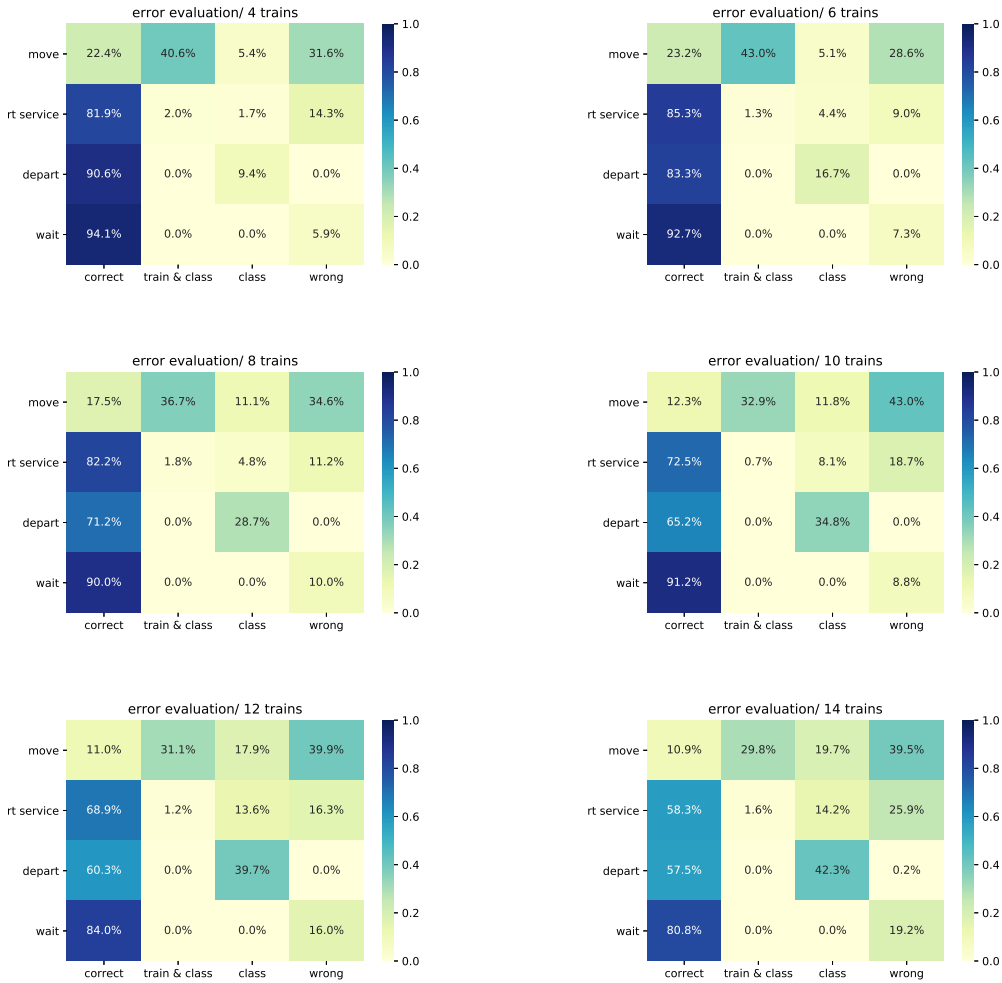 error evaluation/ 4 trains
move 22.4% 40.6% 5.4% 31.6%
rt service 81.9% 2.0% 1.7% 14.3%
depart 90.6% 0.0% 9.4% 0.0%
wait 94.1% 0.0% 0.0% 5.9%
correct train & class class wrong
1.0
0.8
0.6
0.4
0.2
0.0
error evaluation/ 6 trains
move 23.2% 43.0% 5.1% 28.6%
rt service 85.3% 1.3% 4.4% 9.0%
depart 83.3% 0.0% 16.7% 0.0%
wait 92.7% 0.0% 0.0% 7.3%
correct train & class class wrong
1.0
0.8
0.6
0.4
0.2
0.0
error evaluation/ 8 trains
move 17.5% 36.7% 11.1% 34.6%
rt service 82.2% 1.8% 4.8% 11.2%
depart 71.2% 0.0% 28.7% 0.0%
wait 90.0% 0.0% 0.0% 10.0%
correct train & class class wrong
1.0
0.8
0.6
0.4
0.2
0.0
error evaluation/ 10 trains
move 12.3% 32.9% 11.8% 43.0%
rt service 72.5% 0.7% 8.1% 18.7%
depart 65.2% 0.0% 34.8% 0.0%
wait 91.2% 0.0% 0.0% 8.8%
correct train & class class wrong
1.0
0.8
0.6
0.4
0.2
0.0
error evaluation/ 12 trains
move 11.0% 31.1% 17.9% 39.9%
rt service 68.9% 1.2% 13.6% 16.3%
depart 60.3% 0.0% 39.7% 0.0%
wait 84.0% 0.0% 0.0% 16.0%
correct train & class class wrong
1.0
0.8
0.6
0.4
0.2
0.0
error evaluation/ 14 trains
move 10.9% 29.8% 19.7% 39.5%
rt service 58.3% 1.6% 14.2% 25.9%
depart 57.5% 0.0% 42.3% 0.2%
wait 80.8% 0.0% 0.0% 19.2%
correct train & class class wrong
1.0
0.8
0.6
0.4
0.2
0.0